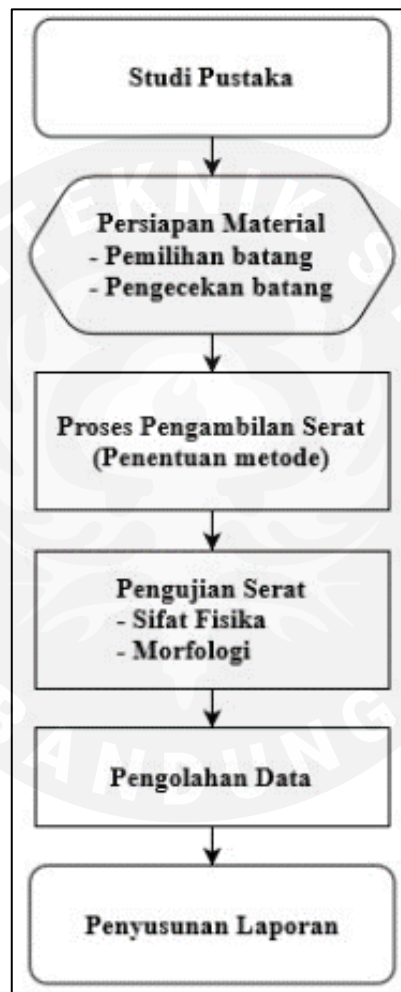 Studi Pustaka
Persiapan Material
- Pemilihan batang
- Pengecekan batang
Proses Pengambilan Serat
(Penentuan metode)
Pengujian Serat
- Sifat Fisika
- Morfologi
Pengolahan Data
Penyusunan Laporan